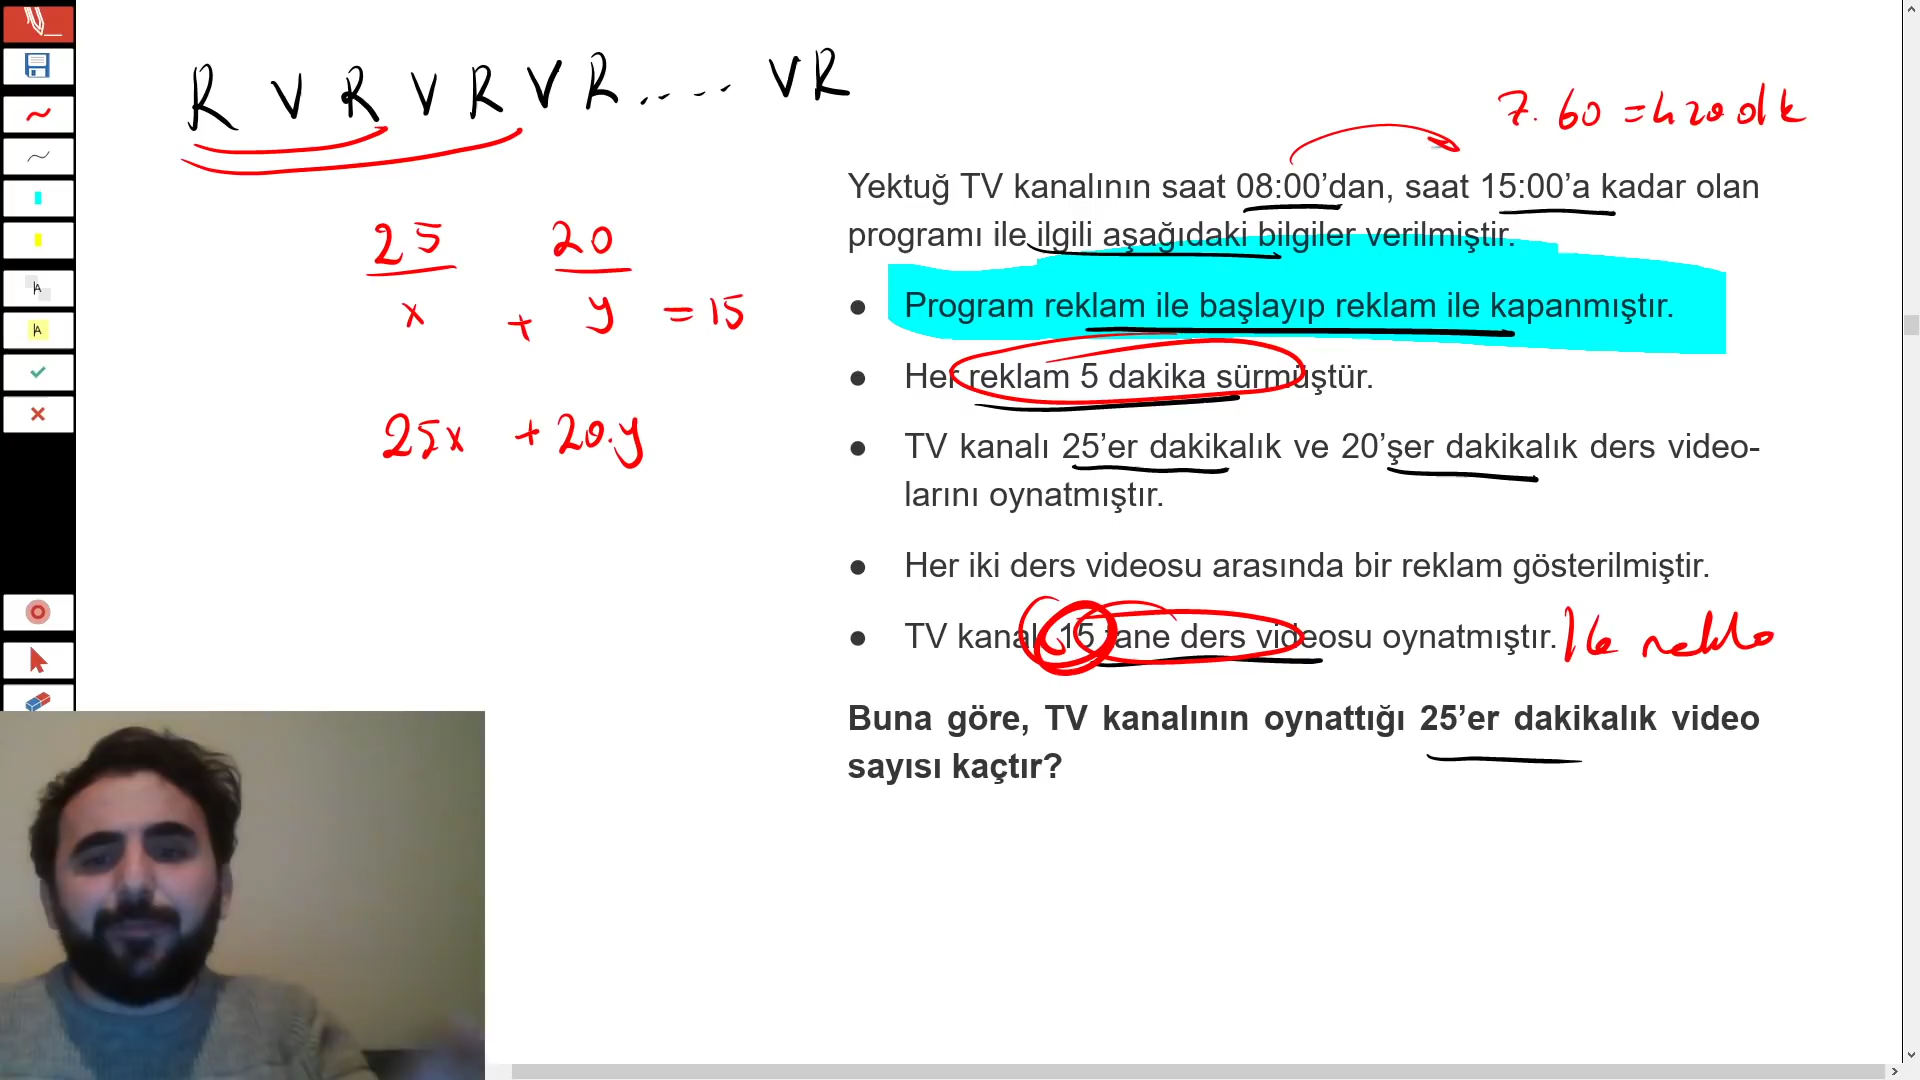 R V R V R V R .... V R
7. 60 = 420 dk
Yektuğ TV kanalının saat 08:00’dan, saat 15:00’a kadar olan
programı ile ilgili aşağıdaki bilgiler verilmiştir.
● Program reklam ile başlayıp reklam ile kapanmıştır.
● Her reklam 5 dakika sürmüştür.
● TV kanalı 25’er dakikalık ve 20’şer dakikalık ders video-
larını oynatmıştır.
● Her iki ders videosu arasında bir reklam gösterilmiştir.
● TV kanalı 15 tane ders videosu oynatmıştır. 16
Buna göre, TV kanalının oynattığı 25’er dakikalık video
sayısı kaçtır?
25 20
x + y = 15
25x + 20.y